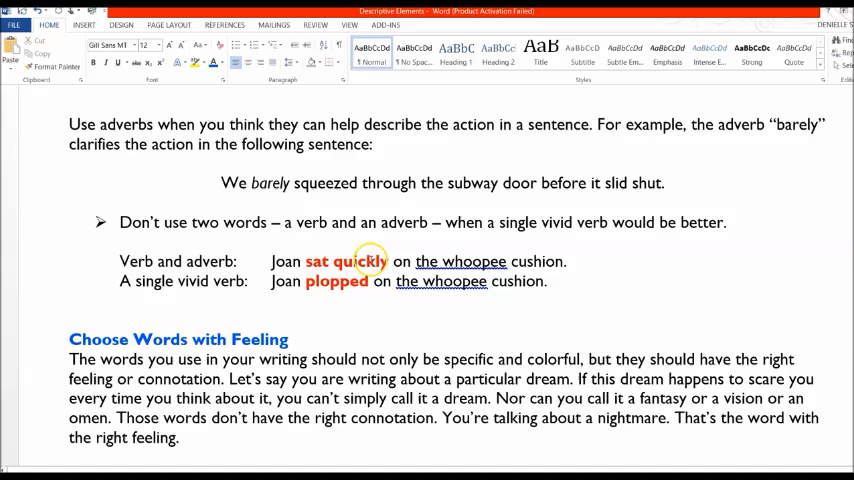 Descriptive Elements - Word (Product Activation Failed)
FILE HOME INSERT DESIGN PAGE LAYOUT REFERENCES MAILINGS REVIEW VIEW ADD-INS DENIELLE
Cut
Copy
Format Painter
Paste
Gill Sans MT 12
AaBbCcDd AaBbCcDd AaBbC AaBbCc AaB AaBbCcD AaBbCcDd AaBbCcDd AaBbCcDd AaBbCcDc AaBbCcDd
¶ Normal ¶ No Spac... Heading 1 Heading 2 Title Subtitle Subtle Em... Emphasis Intense E... Strong Quote
Clipboard Font Paragraph Styles
Use adverbs when you think they can help describe the action in a sentence. For example, the adverb “barely”
clarifies the action in the following sentence:
We barely squeezed through the subway door before it slid shut.
➢ Don’t use two words – a verb and an adverb – when a single vivid verb would be better.
Verb and adverb: Joan sat quickly on the whoopee cushion.
A single vivid verb: Joan plopped on the whoopee cushion.
Choose Words with Feeling
The words you use in your writing should not only be specific and colorful, but they should have the right
feeling or connotation. Let’s say you are writing about a particular dream. If this dream happens to scare you
every time you think about it, you can’t simply call it a dream. Nor can you call it a fantasy or a vision or an
omen. Those words don’t have the right connotation. You’re talking about a nightmare. That’s the word with
the right feeling.